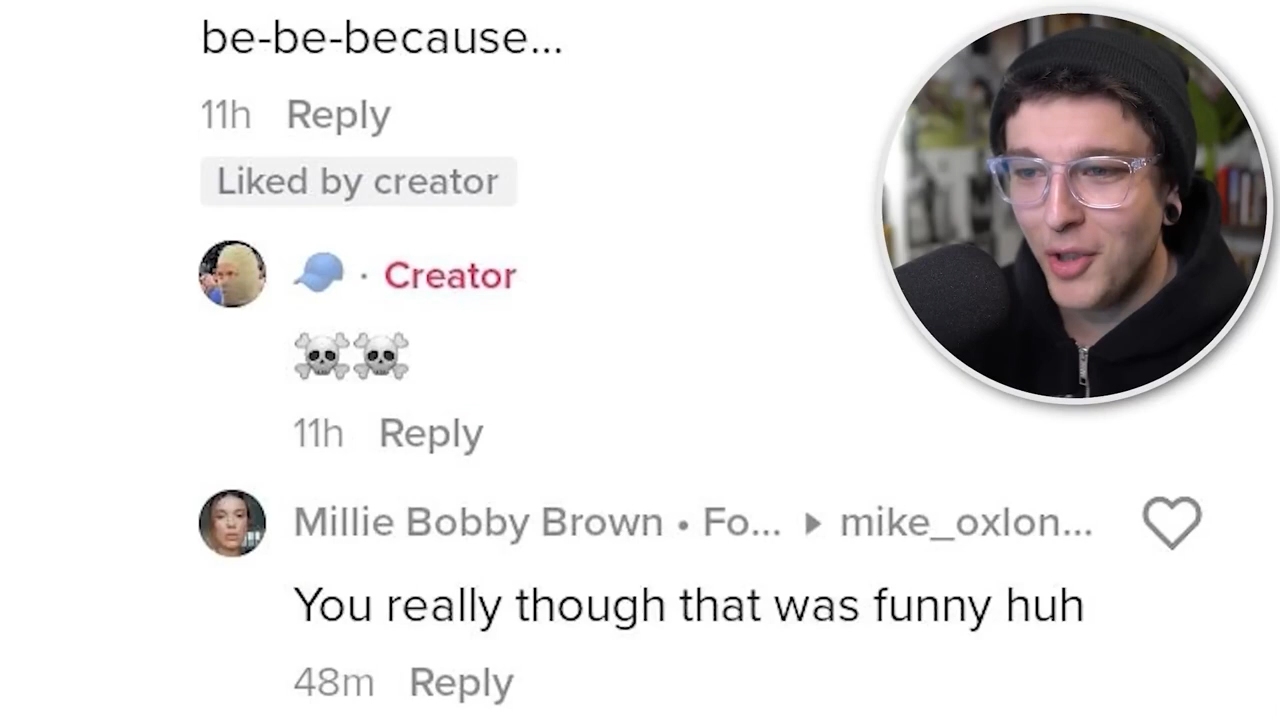 be-be-because...
11h Reply
Liked by creator
🧢 · Creator
☠️☠️
11h Reply
Millie Bobby Brown • Fo... ▸ mike_oxlon...
You really though that was funny huh
48m Reply